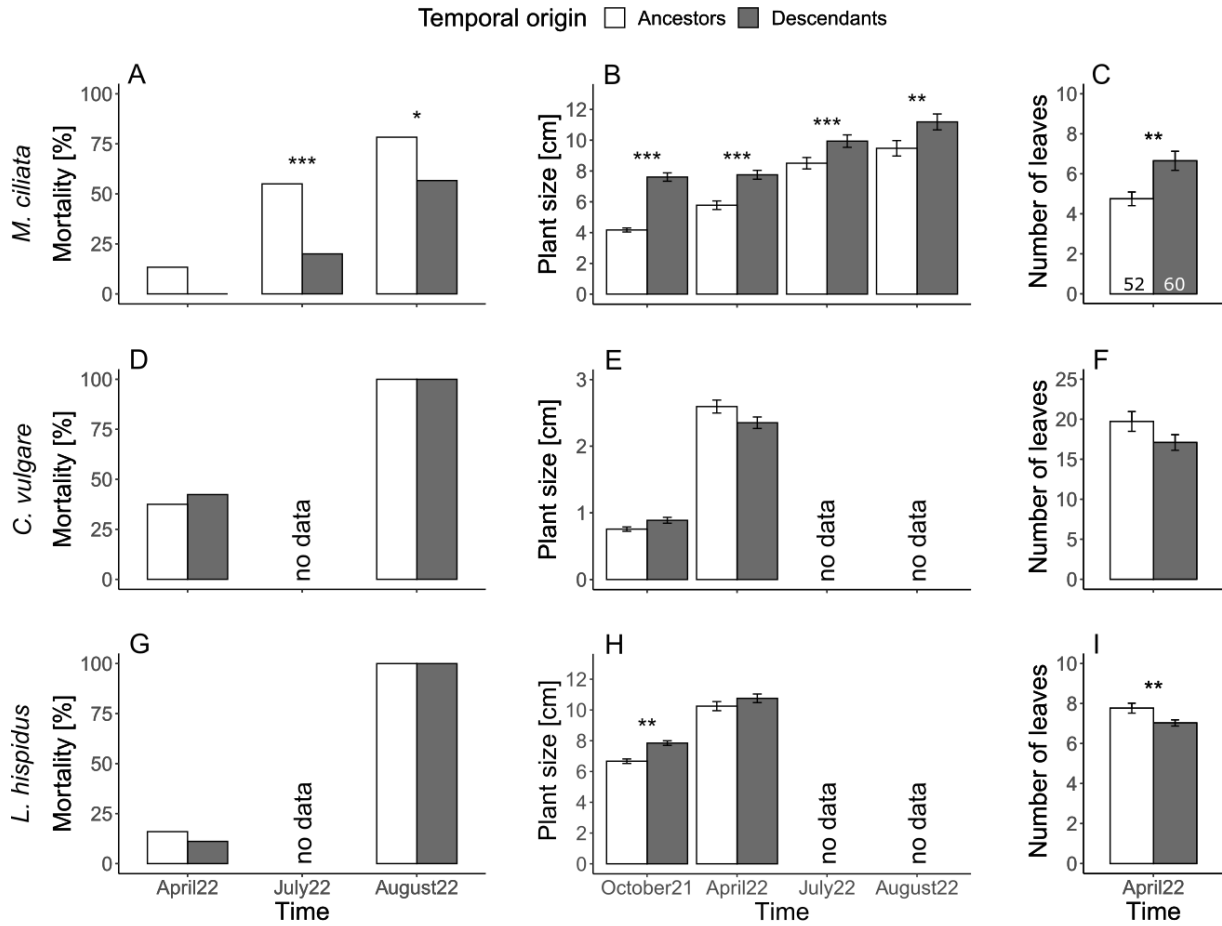 Temporal origin Ancestors Descendants
A
M. ciliata
Mortality [%]
100
75
50
25
0
***
*
B
Plant size [cm]
12
10
8
6
4
2
0
***
***
***
**
C
Number of leaves
10
8
6
4
2
0
**
52 60
D
C. vulgare
Mortality [%]
100
75
50
25
0
no data
E
Plant size [cm]
3
2
1
0
no data
no data
F
Number of leaves
25
20
15
10
5
0
G
L. hispidus
Mortality [%]
100
75
50
25
0
no data
April22 July22 August22
Time
H
Plant size [cm]
12
10
8
6
4
2
0
**
no data
no data
October21 April22 July22 August22
Time
I
Number of leaves
10
8
6
4
2
0
**
April22
Time